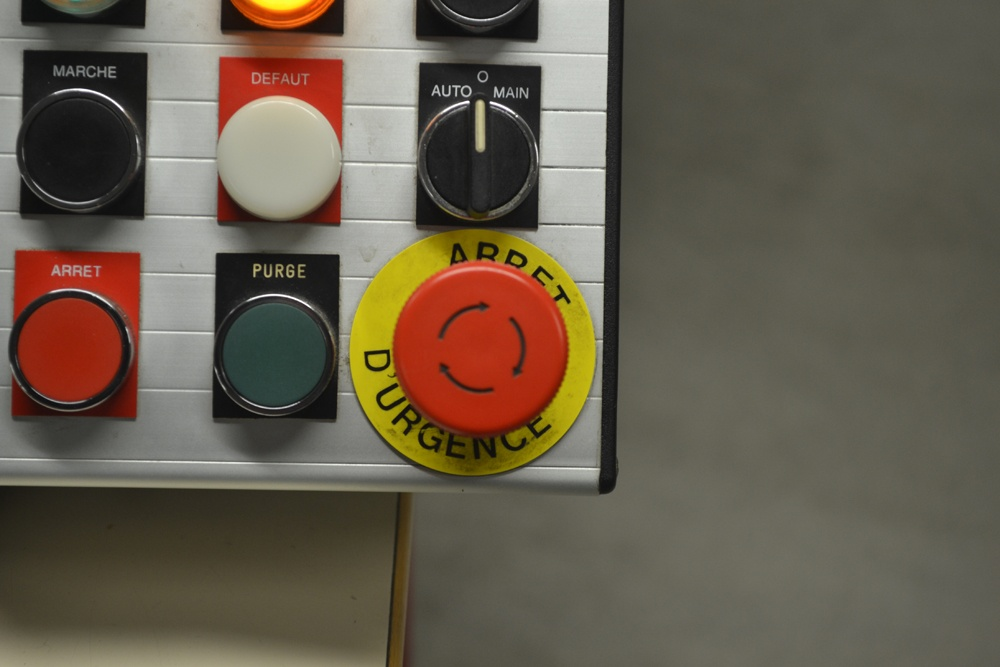 MARCHE
DEFAUT
O
AUTO MAIN
ARRET
PURGE
ARRET
D'URGENCE